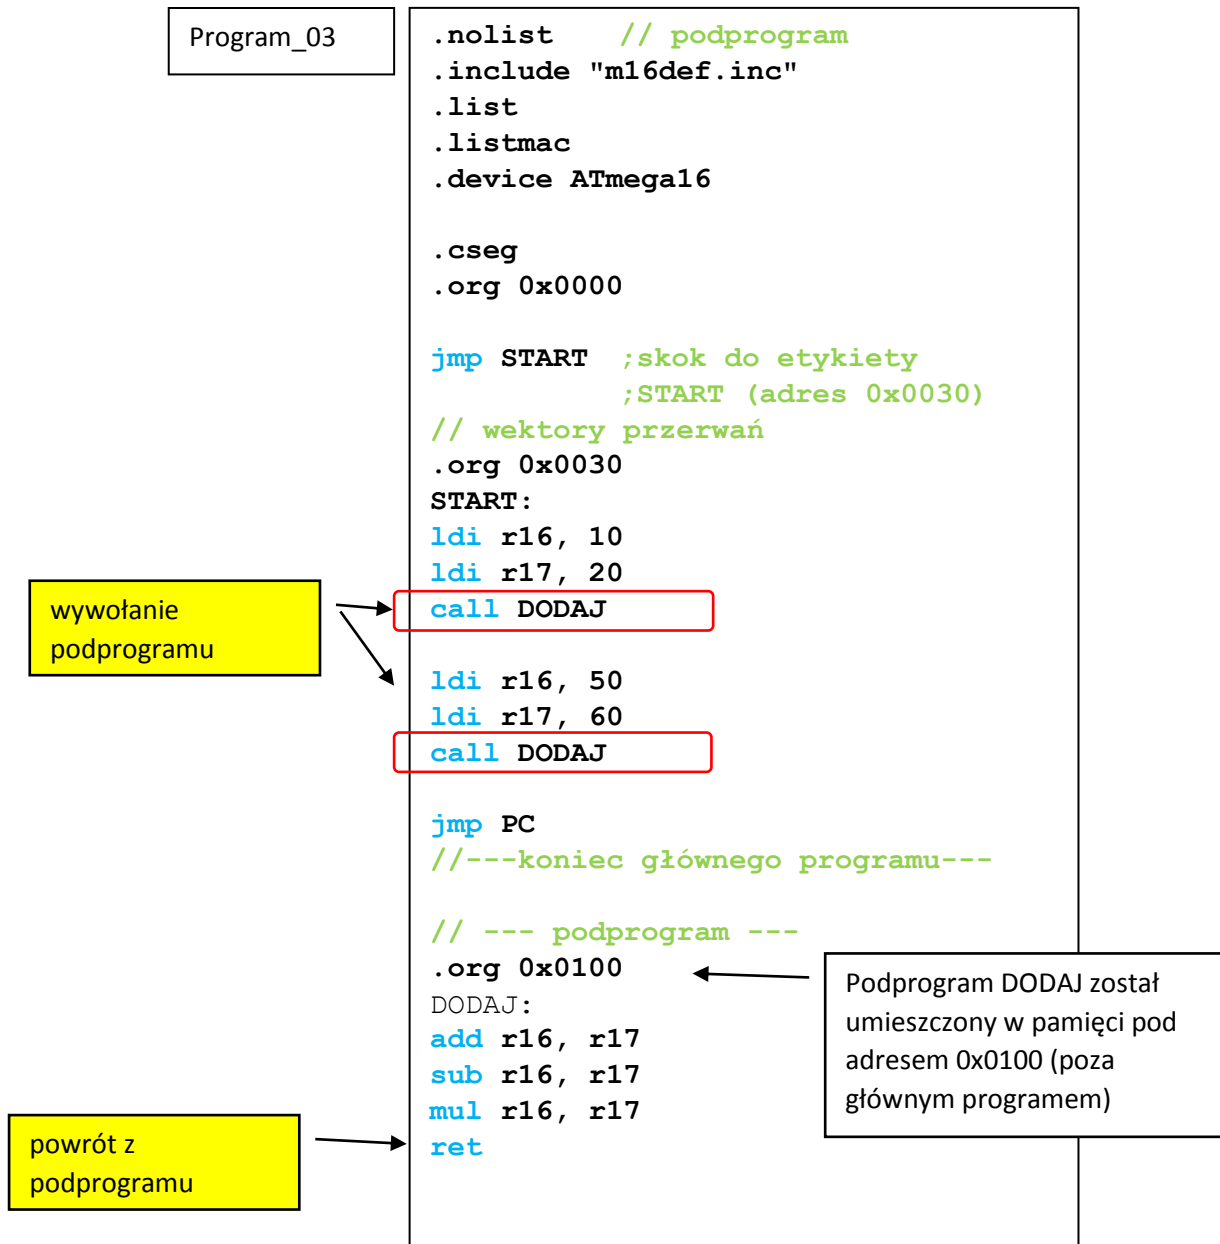 Program_03
.nolist // podprogram
.include "m16def.inc"
.list
.listmac
.device ATmega16
.cseg
.org 0x0000
jmp START ;skok do etykiety
;START (adres 0x0030)
// wektory przerwań
.org 0x0030
START:
ldi r16, 10
ldi r17, 20
call DODAJ
wywołanie
podprogramu
ldi r16, 50
ldi r17, 60
call DODAJ
jmp PC
//---koniec głównego programu---
// --- podprogram ---
.org 0x0100
Podprogram DODAJ został
umieszczony w pamięci pod
adresem 0x0100 (poza
głównym programem)
DODAJ:
add r16, r17
sub r16, r17
mul r16, r17
ret
powrót z
podprogramu